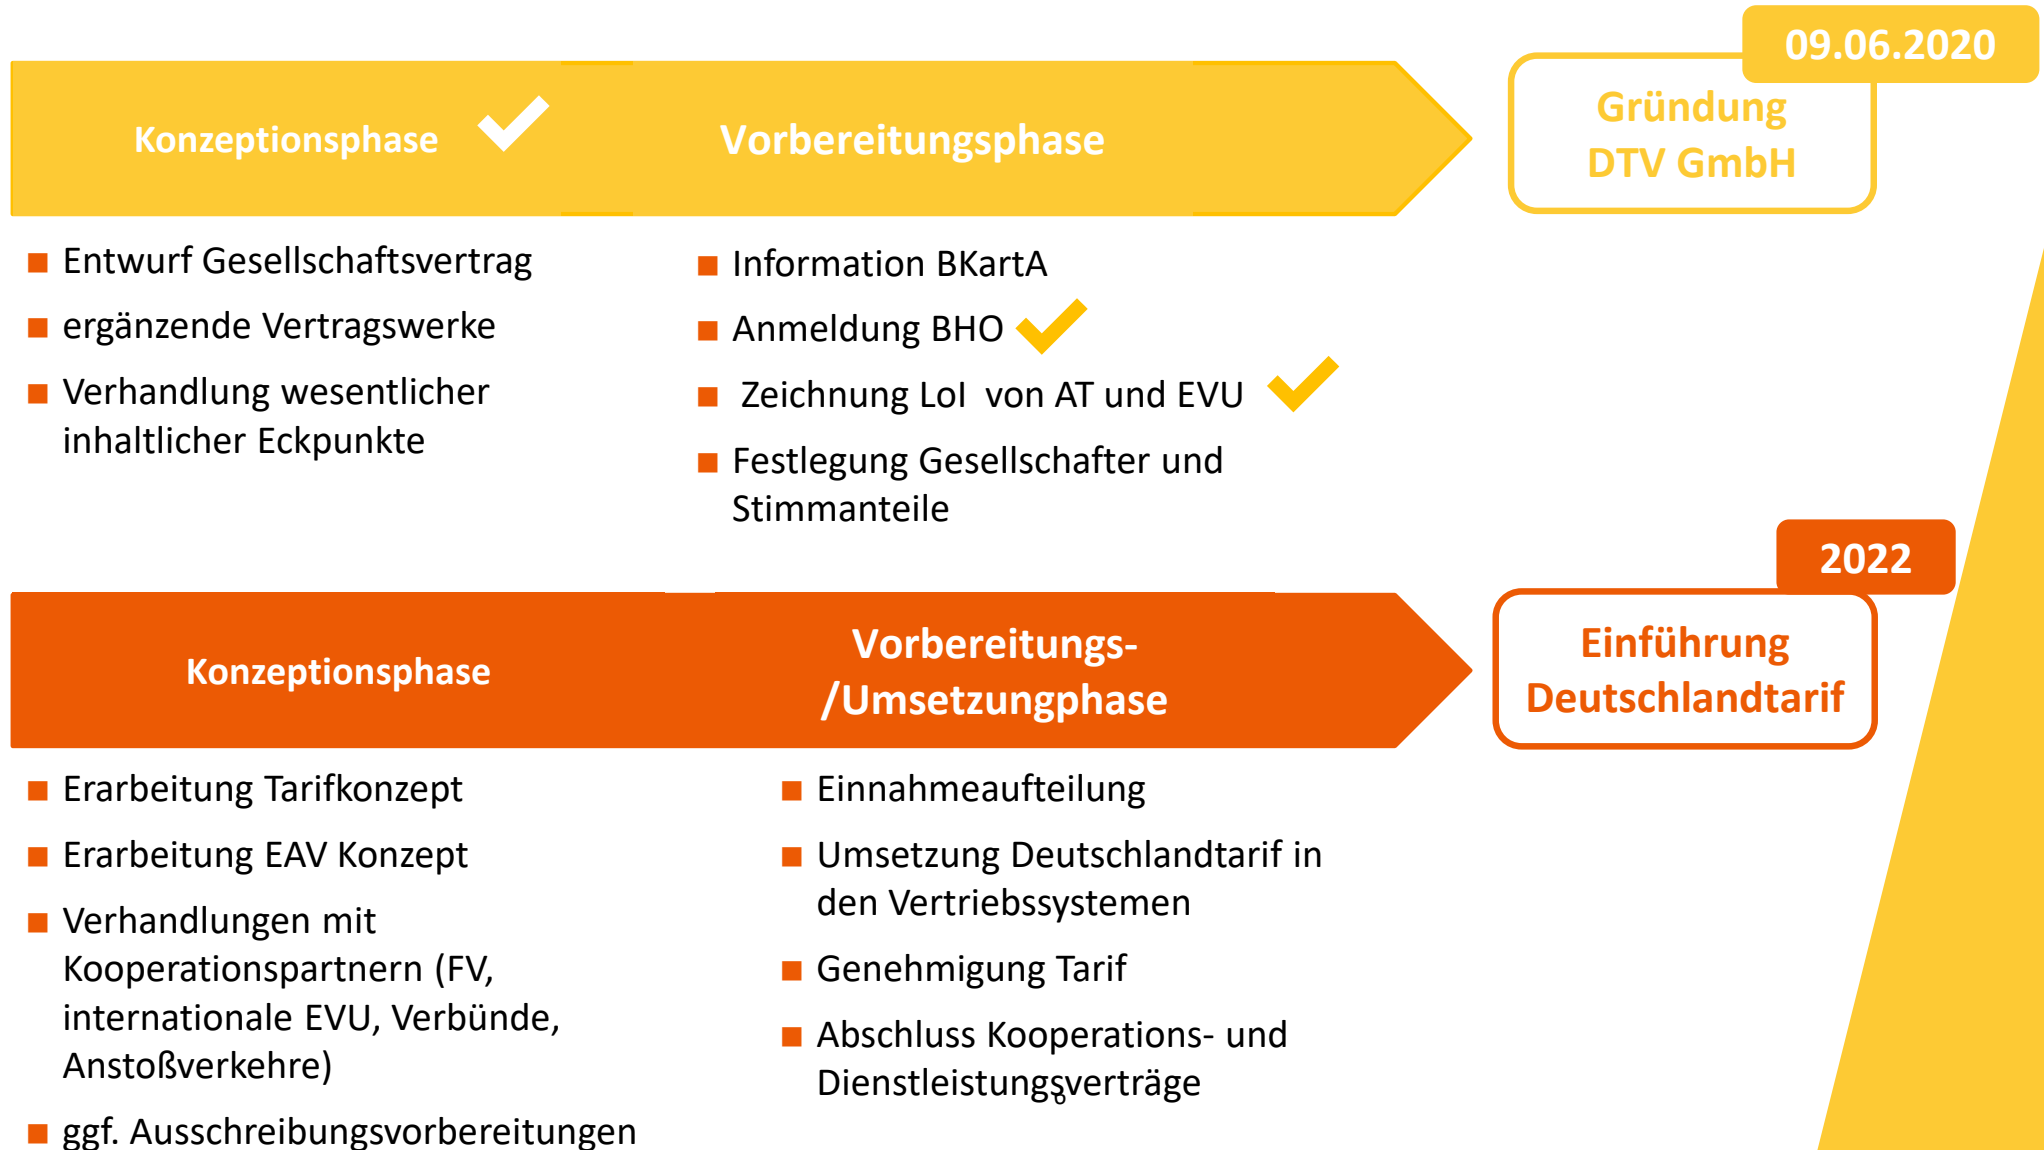 09.06.2020
Konzeptionsphase
Vorbereitungsphase
Gründung
DTV GmbH
■ Entwurf Gesellschaftsvertrag
■ ergänzende Vertragswerke
■ Verhandlung wesentlicher
inhaltlicher Eckpunkte
■ Information BKartA
■ Anmeldung BHO
■ Zeichnung LoI von AT und EVU
■ Festlegung Gesellschafter und
Stimmanteile
2022
Konzeptionsphase
Vorbereitungs-
/Umsetzungphase
Einführung
Deutschlandtarif
■ Erarbeitung Tarifkonzept
■ Erarbeitung EAV Konzept
■ Verhandlungen mit
Kooperationspartnern (FV,
internationale EVU, Verbünde,
Anstoßverkehre)
■ ggf. Ausschreibungsvorbereitungen
■ Einnahmeaufteilung
■ Umsetzung Deutschlandtarif in
den Vertriebssystemen
■ Genehmigung Tarif
■ Abschluss Kooperations- und
Dienstleistungsverträge